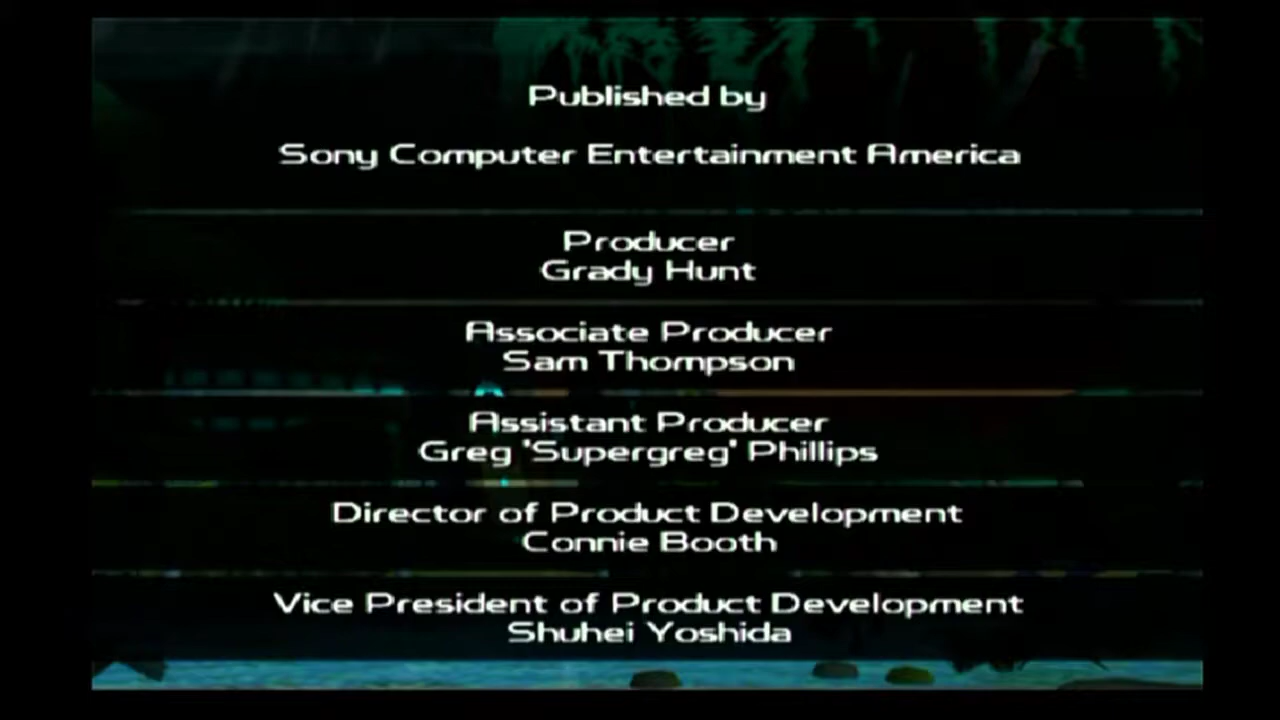 Published by
Sony Computer Entertainment America
Producer
Grady Hunt
Associate Producer
Sam Thompson
Assistant Producer
Greg 'Supergreg' Phillips
Director of Product Development
Connie Booth
Vice President of Product Development
Shuhei Yoshida